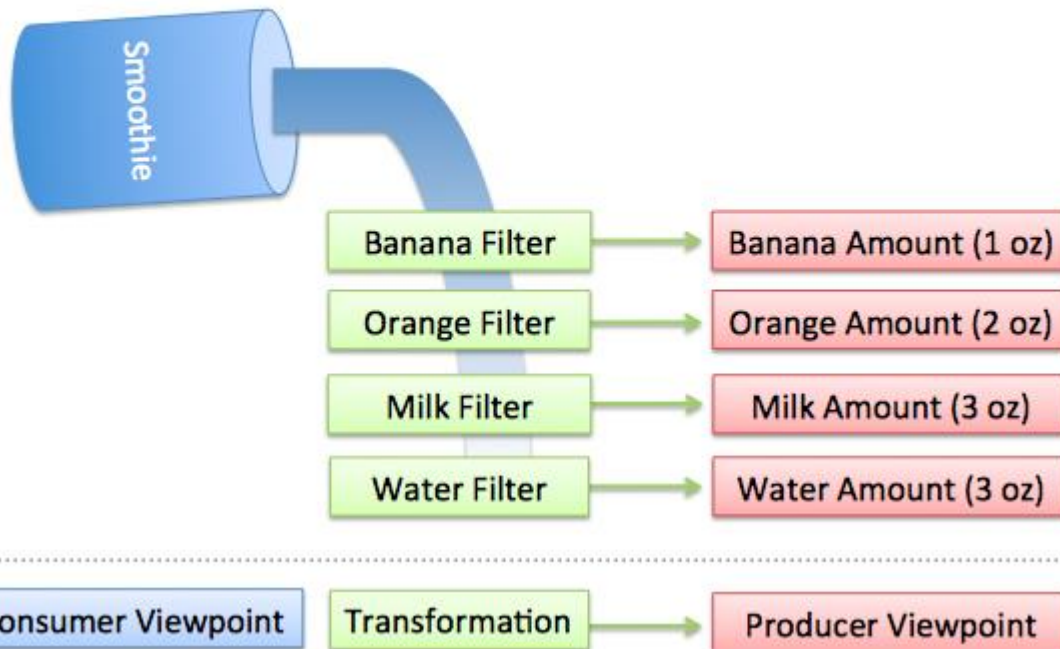 Smoothie
Banana Filter Banana Amount (1 oz)
Orange Filter Orange Amount (2 oz)
Milk Filter Milk Amount (3 oz)
Water Filter Water Amount (3 oz)
onsumer Viewpoint Transformation Producer Viewpoint